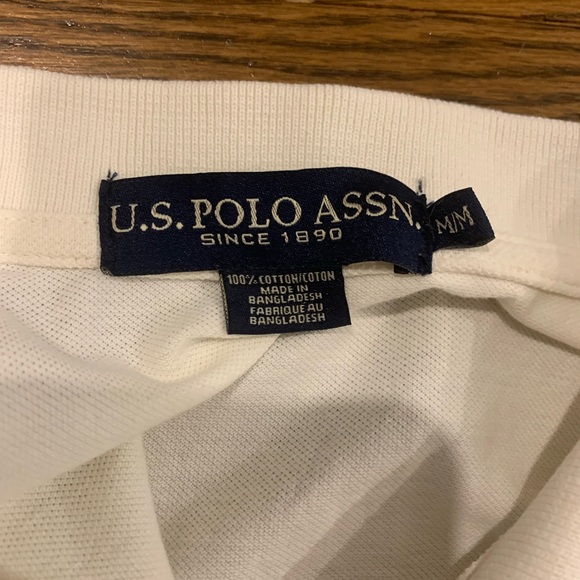 U.S. POLO ASSN.
SINCE 1890
M/M
100% COTTON/COTON
MADE IN
BANGLADESH
FABRIQUE AU
BANGLADESH